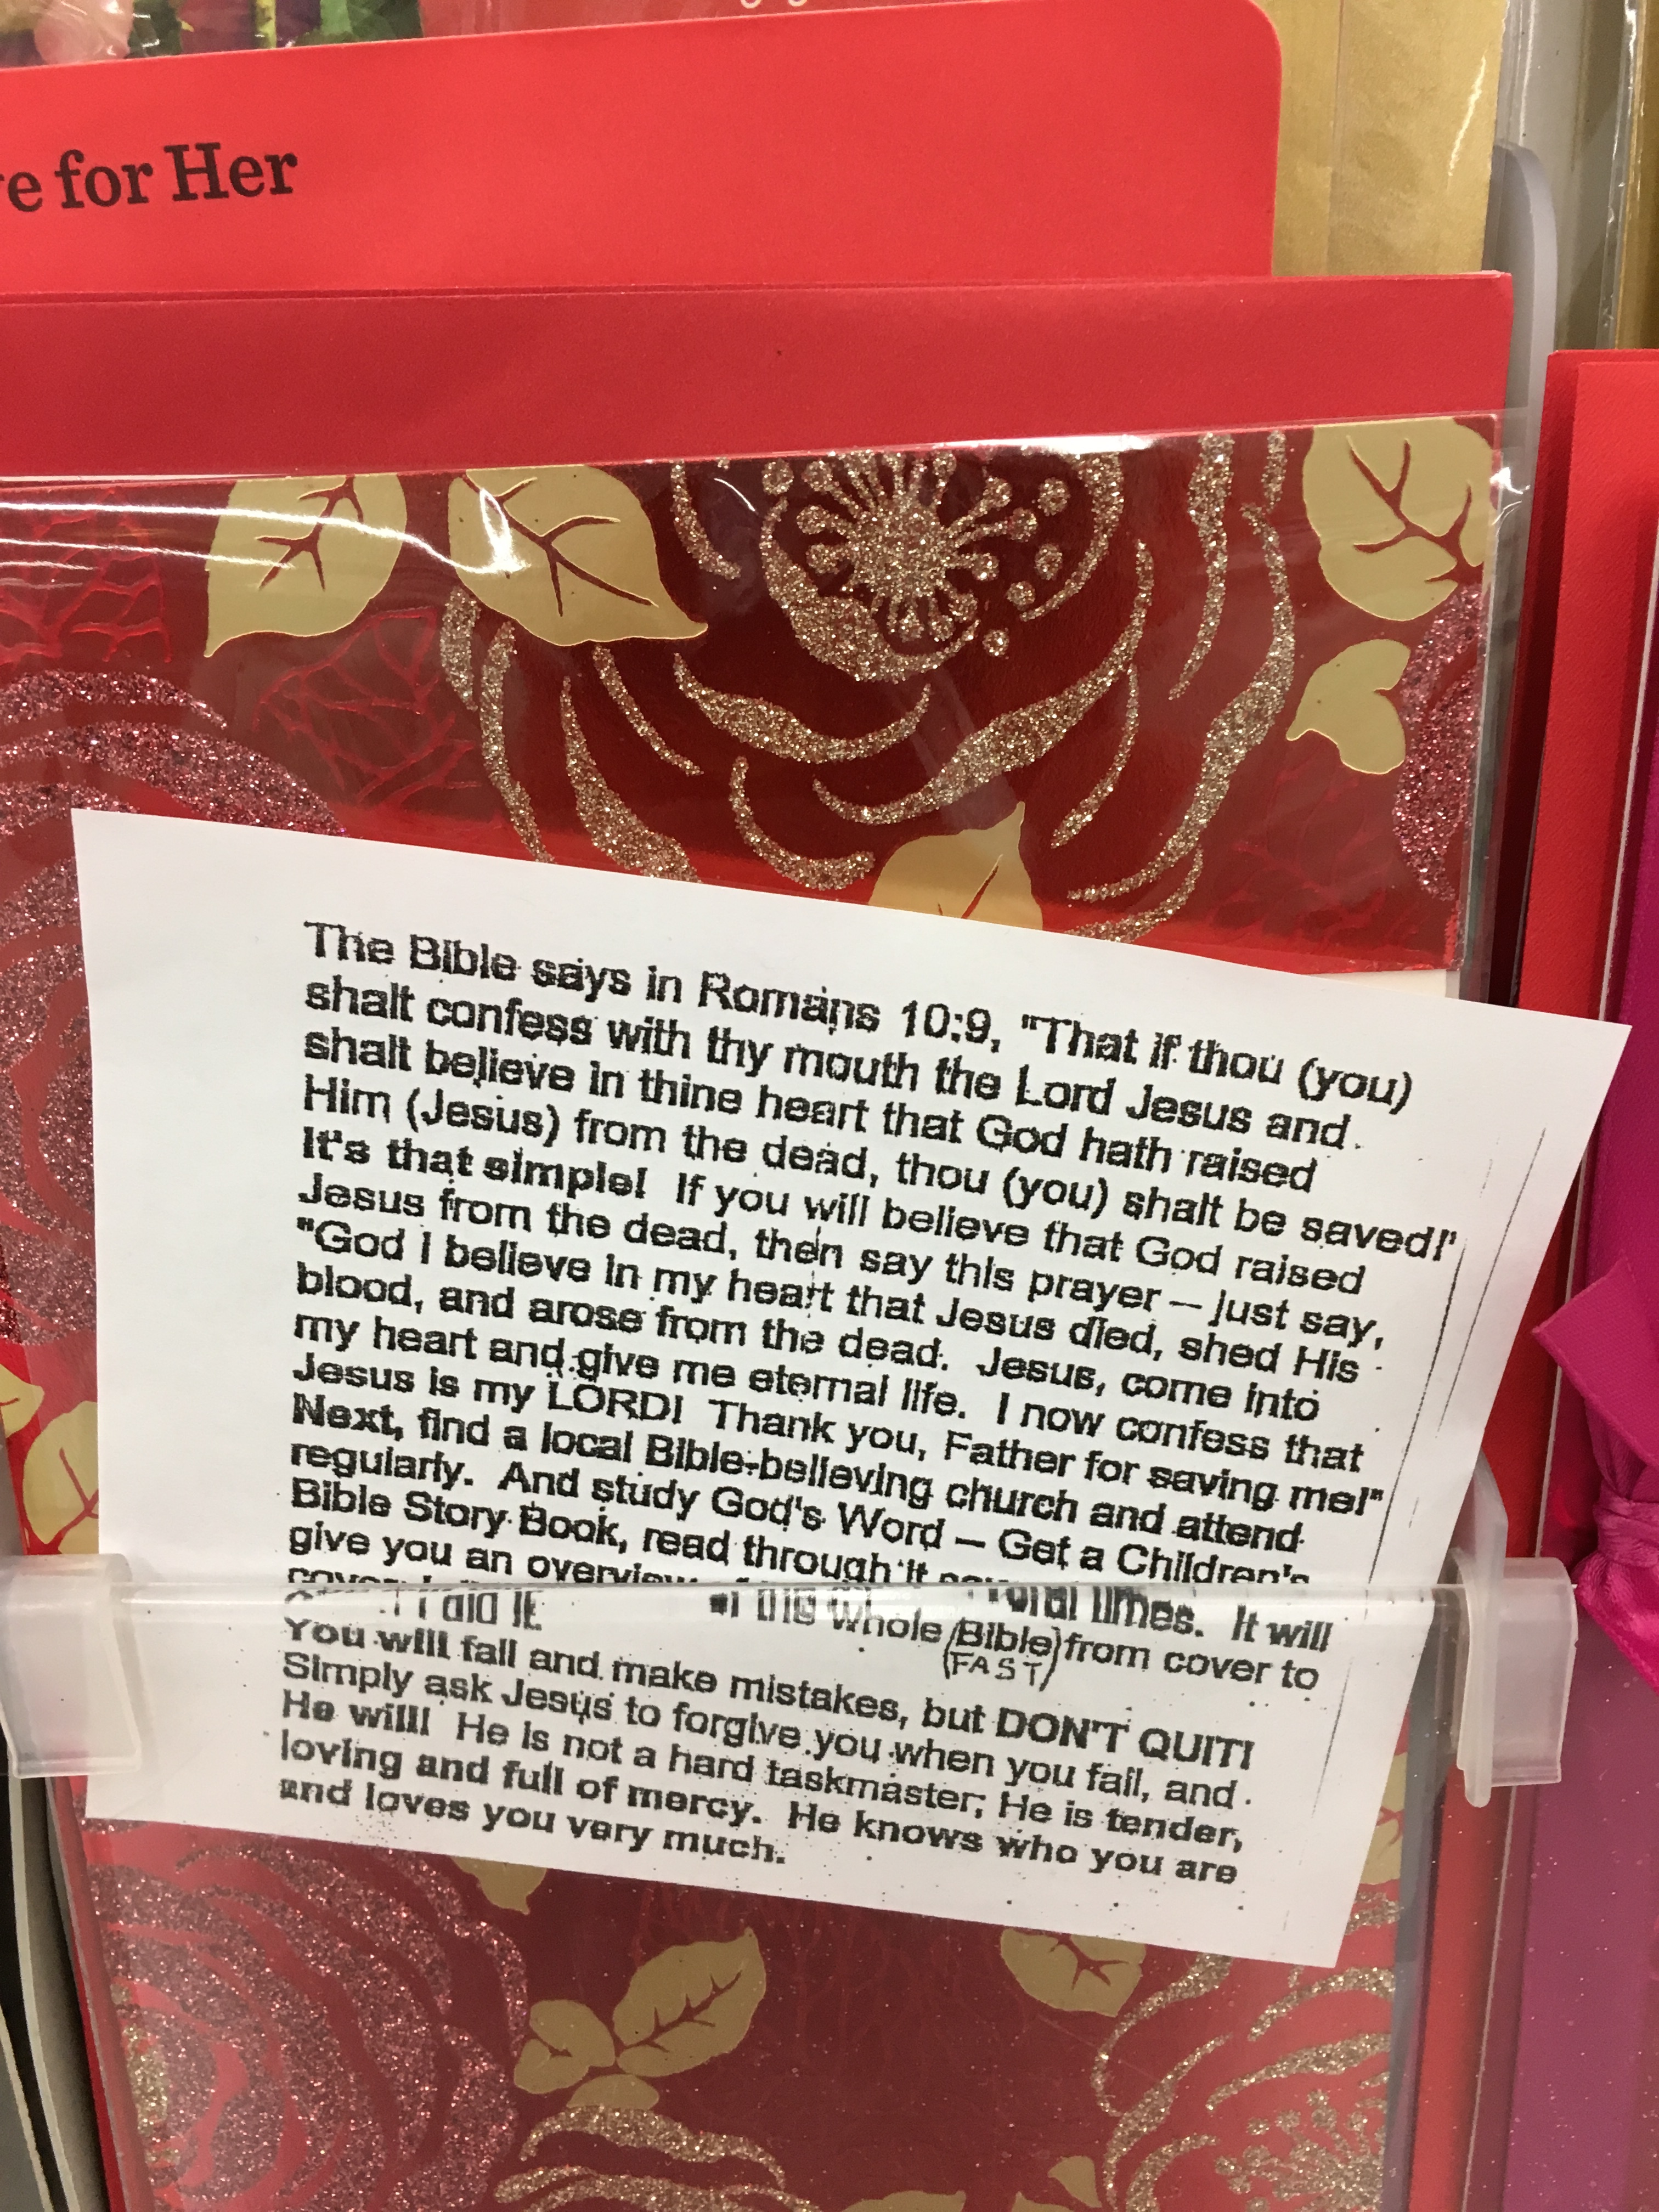 for Her
The Bible says in Romans 10:9, "That if thou (you)
shalt confess with thy mouth the Lord Jesus and
shalt believe in thine heart that God hath raised
Him (Jesus) from the dead, thou (you) shalt be saved!"
It's that simple! If you will believe that God raised
Jesus from the dead, then say this prayer — just say,
"God I believe in my heart that Jesus died, shed His
blood, and arose from the dead. Jesus, come into
my heart and give me eternal life. I now confess that
Jesus is my LORD! Thank you, Father for saving me!"
Next, find a local Bible-believing church and attend
regularly. And study God's Word — Get a Children's
Bible Story Book, read through it times. It will
give you an overview whole (Bible) from cover to
(FAST)
I did it.
You will fall and make mistakes, but DON'T QUIT!
Simply ask Jesus to forgive you when you fail, and
He will! He is not a hard taskmaster; He is tender,
loving and full of mercy. He knows who you are
and loves you very much.